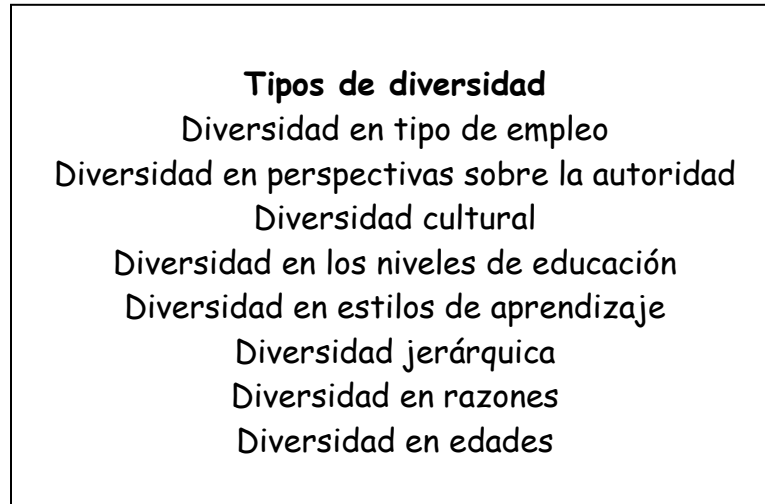 Tipos de diversidad
Diversidad en tipo de empleo
Diversidad en perspectivas sobre la autoridad
Diversidad cultural
Diversidad en los niveles de educación
Diversidad en estilos de aprendizaje
Diversidad jerárquica
Diversidad en razones
Diversidad en edades